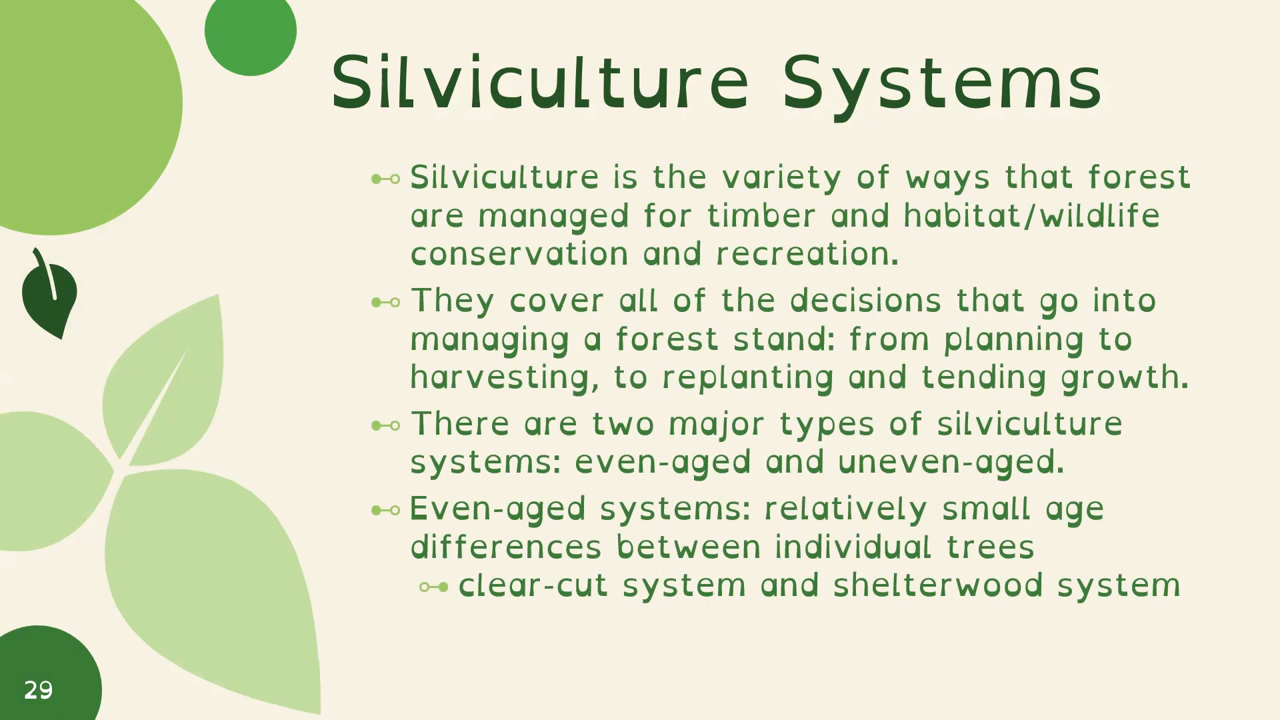 Silviculture Systems
Silviculture is the variety of ways that forest
are managed for timber and habitat/wildlife
conservation and recreation.
They cover all of the decisions that go into
managing a forest stand: from planning to
harvesting, to replanting and tending growth.
There are two major types of silviculture
systems: even-aged and uneven-aged.
Even-aged systems: relatively small age
differences between individual trees
clear-cut system and shelterwood system
29